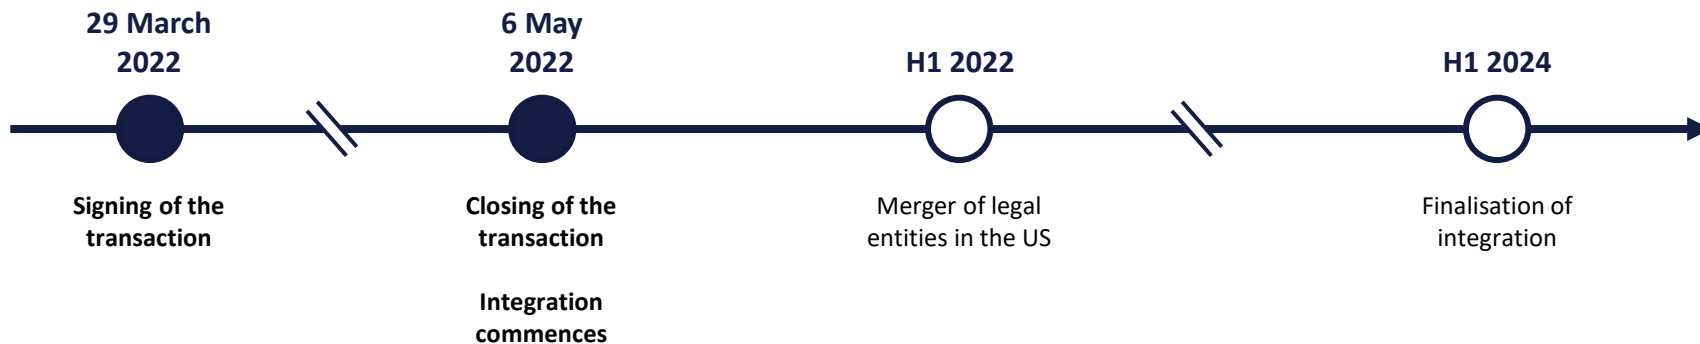 29 March
2022
6 May
2022
H1 2022
H1 2024
Signing of the
transaction
Closing of the
transaction
Integration
commences
Merger of legal
entities in the US
Finalisation of
integration